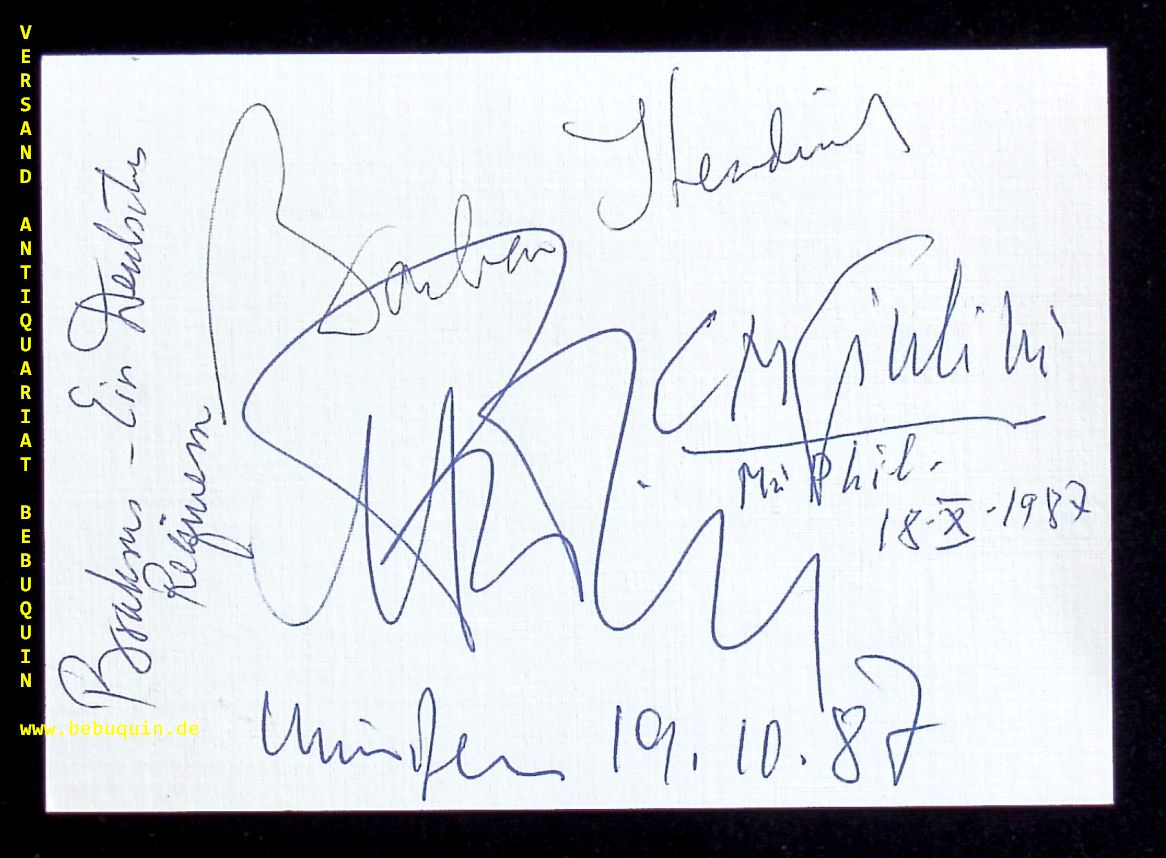 VERSAND ANTIQUARIAT BEBUQUIN
www.bebuquin.de
Brahms - Ein Deutsches
Requiem
Barbara
Hendricks
CM Giulini
Mü Phil.
18-X-1987
München 19.10.87